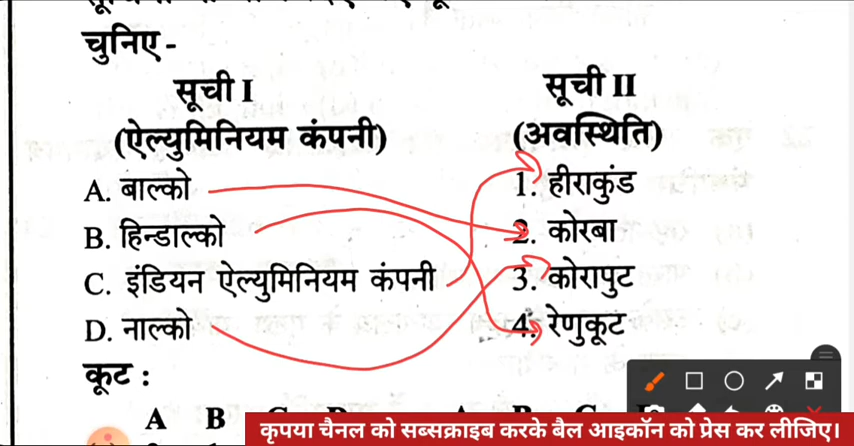 चुनिए -
सूची I
सूची II
(ऐल्युमिनियम कंपनी)
(अवस्थिति)
A. बाल्को
1. हीराकुंड
B. हिन्डाल्को
2. कोरबा
C. इंडियन ऐल्युमिनियम कंपनी
3. कोरापुट
D. नाल्को
4. रेणुकूट
कूट :
A B
कृपया चैनल को सब्सक्राइब करके बैल आइकॉन को प्रेस कर लीजिए।